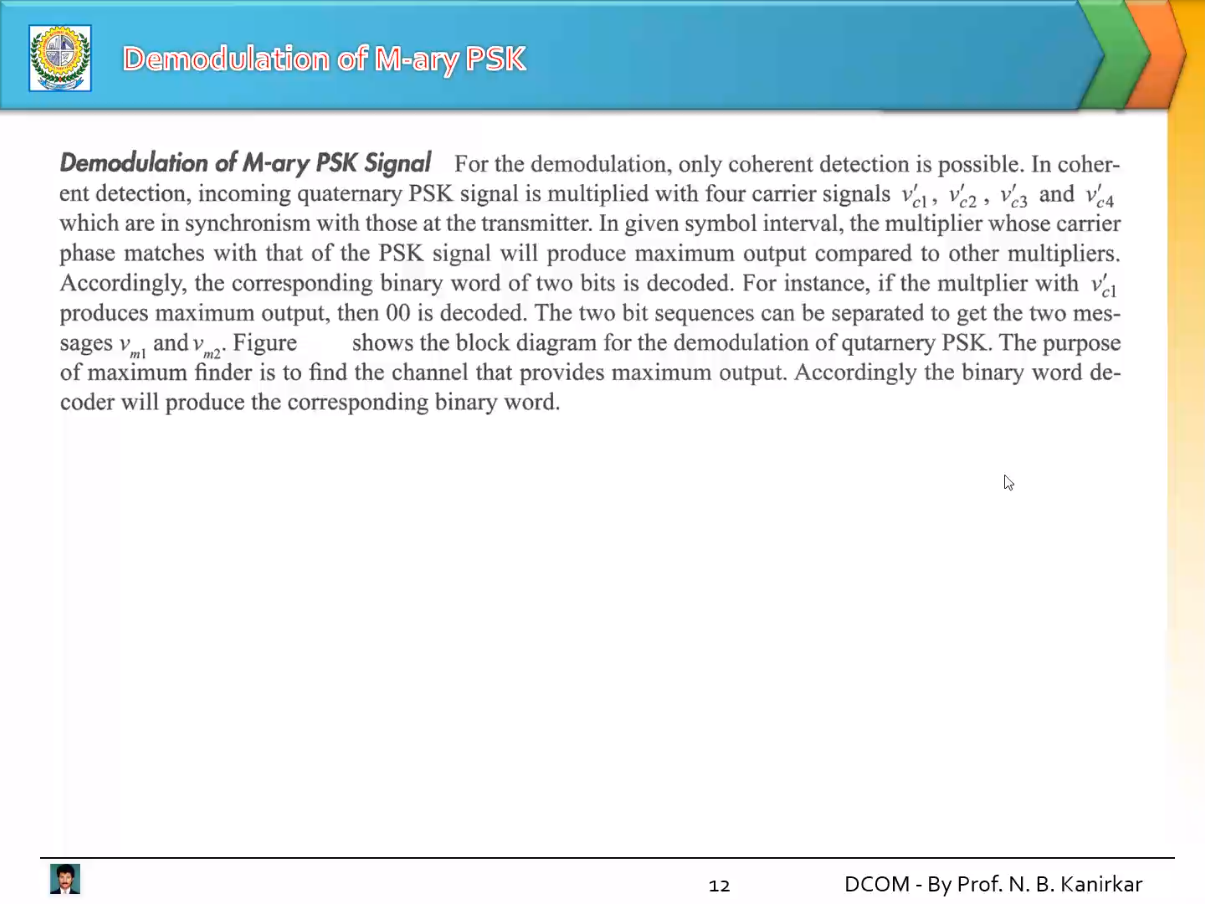 Demodulation of M-ary PSK
Demodulation of M-ary PSK Signal For the demodulation, only coherent detection is possible. In coher-
ent detection, incoming quaternary PSK signal is multiplied with four carrier signals v′c1, v′c2, v′c3 and v′c4
which are in synchronism with those at the transmitter. In given symbol interval, the multiplier whose carrier
phase matches with that of the PSK signal will produce maximum output compared to other multipliers.
Accordingly, the corresponding binary word of two bits is decoded. For instance, if the multplier with v′c1
produces maximum output, then 00 is decoded. The two bit sequences can be separated to get the two mes-
sages vm1 and vm2. Figure shows the block diagram for the demodulation of qutarnery PSK. The purpose
of maximum finder is to find the channel that provides maximum output. Accordingly the binary word de-
coder will produce the corresponding binary word.
12 DCOM - By Prof. N. B. Kanirkar